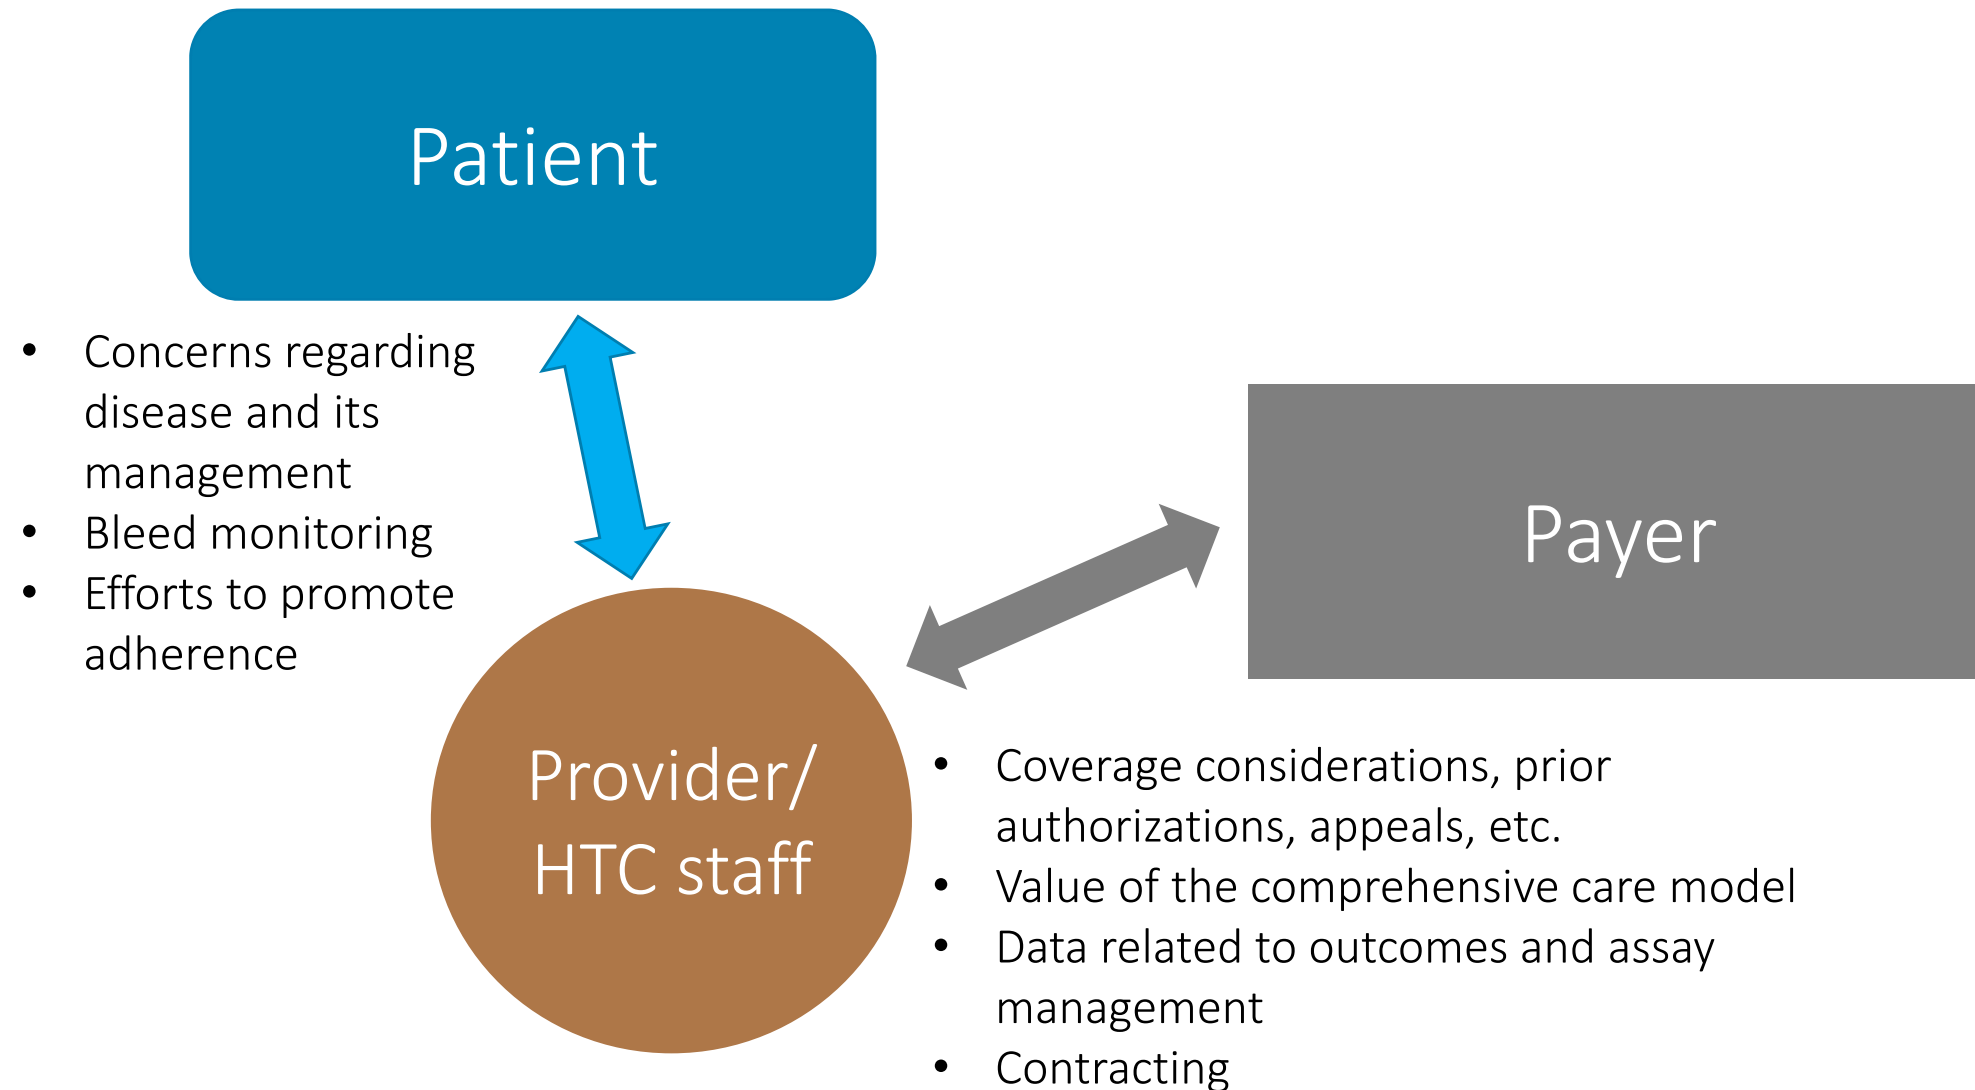 Patient
• Concerns regarding
disease and its
management
• Bleed monitoring
• Efforts to promote
adherence
Payer
Provider/
HTC staff
• Coverage considerations, prior
authorizations, appeals, etc.
• Value of the comprehensive care model
• Data related to outcomes and assay
management
• Contracting